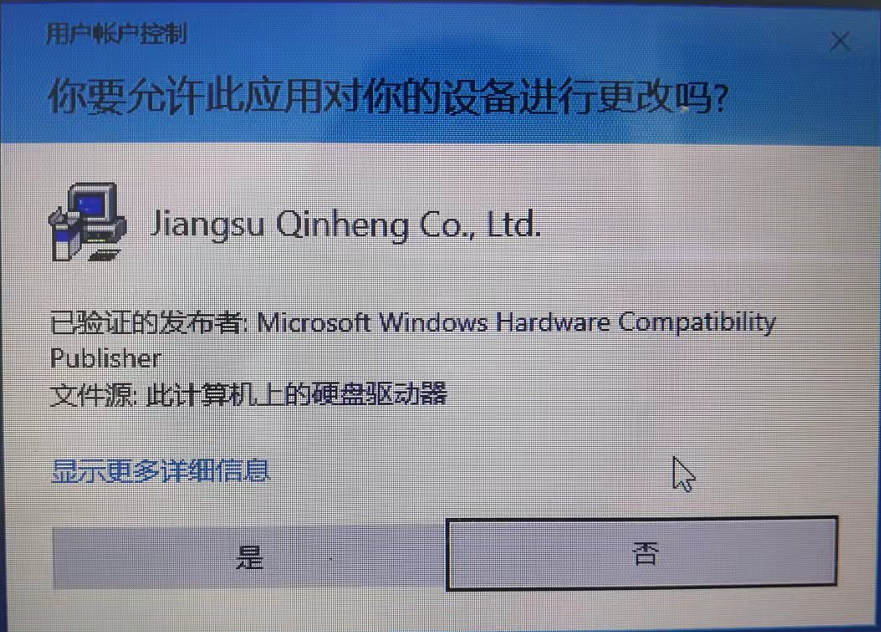 用户帐户控制
你要允许此应用对你的设备进行更改吗?
Jiangsu Qinheng Co., Ltd.
已验证的发布者: Microsoft Windows Hardware Compatibility
Publisher
文件源: 此计算机上的硬盘驱动器
显示更多详细信息
是
否